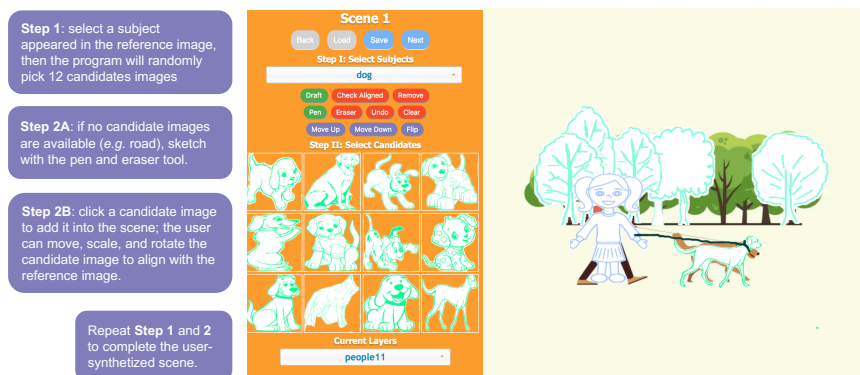 Step 1: select a subject
appeared in the reference image,
then the program will randomly
pick 12 candidates images
Step 2A: if no candidate images
are available (e.g. road), sketch
with the pen and eraser tool.
Step 2B: click a candidate image
to add it into the scene; the user
can move, scale, and rotate the
candidate image to align with the
reference image.
Repeat Step 1 and 2
to complete the user-
synthetized scene.
Scene 1
Back Load Save Next
Step I: Select Subjects
dog
Draft Check Aligned Remove
Pen Eraser Undo Clear
Move Up Move Down Flip
Step II: Select Candidates
Current Layers
people11